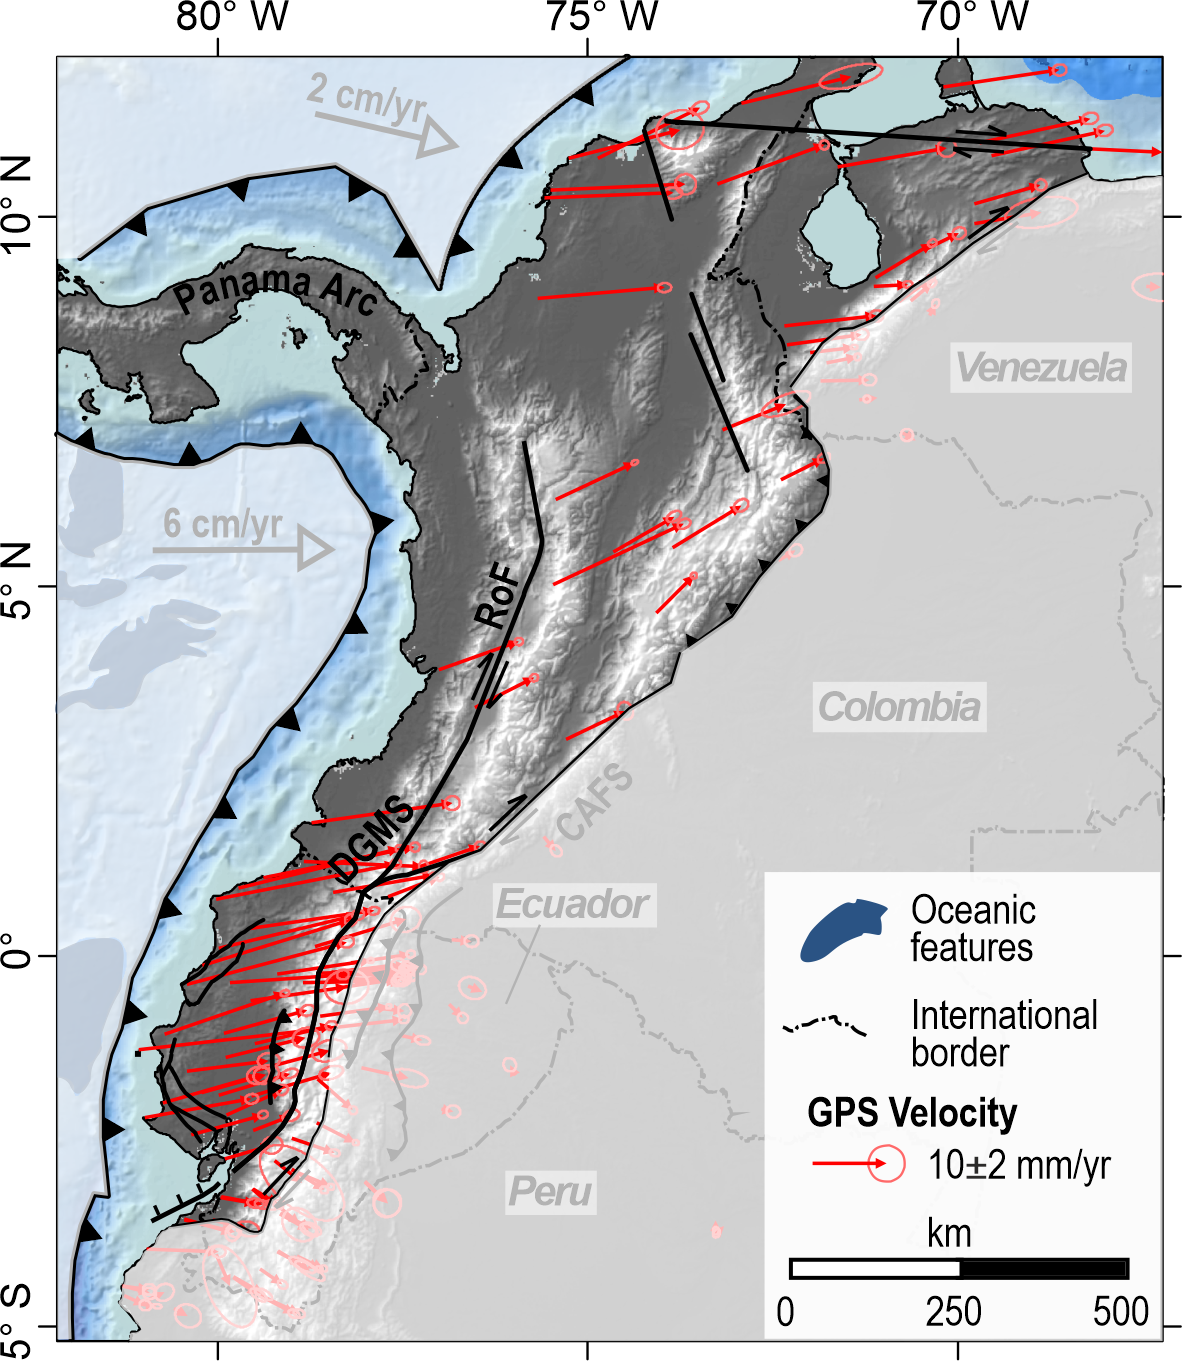 80° W
75° W
70° W
2 cm/yr
10° N
Panama Arc
Venezuela
6 cm/yr
5° N
RoF
Colombia
CAFS
DGMS
Ecuador
0°
Peru
5° S
Oceanic
features
International
border
GPS Velocity
10±2 mm/yr
km
0
250
500